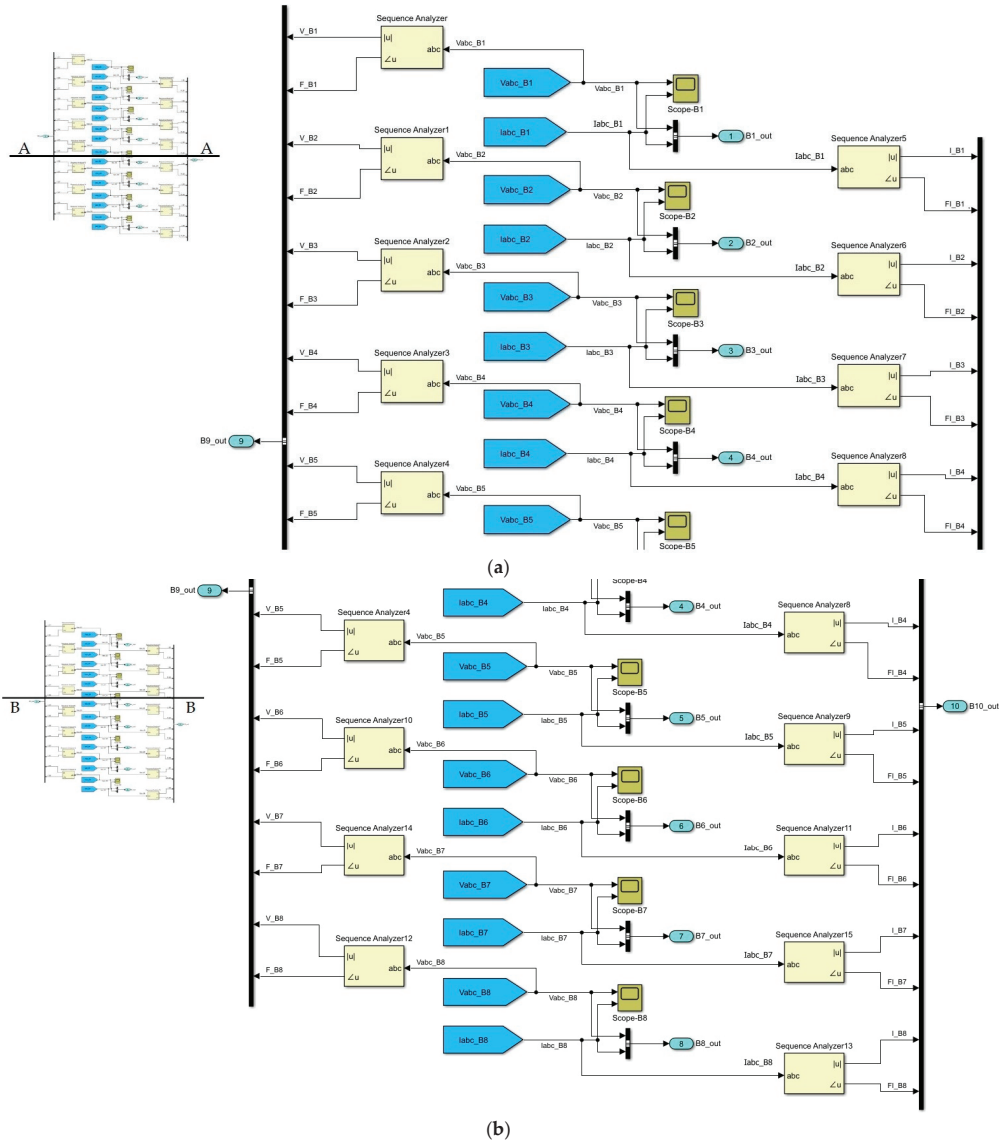 Sequence Analyzer
V_B1
|u|
abc
Vabc_B1
F_B1
∠u
Vabc_B1
Vabc_B1
Scope-B1
A A
Iabc_B1
Iabc_B1
1 B1_out
Sequence Analyzer1
Sequence Analyzer5
V_B2
|u|
abc
Vabc_B2
Iabc_B1
abc
|u|
I_B1
F_B2
∠u
Vabc_B2
Vabc_B2
Scope-B2
∠u
FI_B1
Iabc_B2
Iabc_B2
2 B2_out
Sequence Analyzer2
Sequence Analyzer6
V_B3
|u|
abc
Vabc_B3
Iabc_B2
abc
|u|
I_B2
F_B3
∠u
Vabc_B3
Vabc_B3
Scope-B3
∠u
FI_B2
Iabc_B3
Iabc_B3
3 B3_out
Sequence Analyzer3
Sequence Analyzer7
V_B4
|u|
abc
Vabc_B4
Iabc_B3
abc
|u|
I_B3
F_B4
∠u
Vabc_B4
Vabc_B4
Scope-B4
∠u
FI_B3
B9_out 9
Iabc_B4
Iabc_B4
4 B4_out
Sequence Analyzer4
Sequence Analyzer8
V_B5
|u|
abc
Vabc_B5
Iabc_B4
abc
|u|
I_B4
F_B5
∠u
Vabc_B5
Vabc_B5
Scope-B5
∠u
FI_B4
(a)
B9_out 9
Scope-B4
Iabc_B4
Iabc_B4
4 B4_out
Sequence Analyzer4
Sequence Analyzer8
V_B5
|u|
abc
Vabc_B5
Iabc_B4
abc
|u|
I_B4
F_B5
∠u
Vabc_B5
Vabc_B5
Scope-B5
∠u
FI_B4
B B
Iabc_B5
Iabc_B5
5 B5_out
10 B10_out
Sequence Analyzer10
Sequence Analyzer9
V_B6
|u|
abc
Vabc_B6
Iabc_B5
abc
|u|
I_B5
F_B6
∠u
Vabc_B6
Vabc_B6
Scope-B6
∠u
FI_B5
Iabc_B6
Iabc_B6
6 B6_out
Sequence Analyzer14
Sequence Analyzer11
V_B7
|u|
abc
Vabc_B7
Iabc_B6
abc
|u|
I_B6
F_B7
∠u
Vabc_B7
Vabc_B7
Scope-B7
∠u
FI_B6
Iabc_B7
Iabc_B7
7 B7_out
Sequence Analyzer12
Sequence Analyzer15
V_B8
|u|
abc
Vabc_B8
Iabc_B7
abc
|u|
I_B7
F_B8
∠u
Vabc_B8
Vabc_B8
Scope-B8
∠u
FI_B7
Iabc_B8
Iabc_B8
8 B8_out
Sequence Analyzer13
Iabc_B8
abc
|u|
I_B8
∠u
FI_B8
(b)